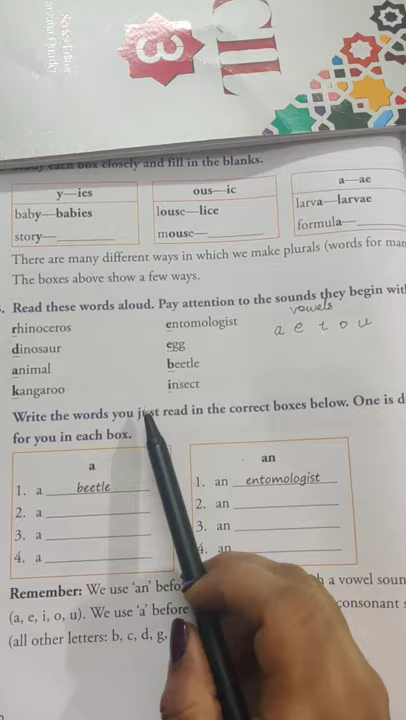 CIL
3
Series Editor
each box closely and fill in the blanks.
y—ies
baby—babies
story—
ous—ic
louse—lice
mouse—
a—ae
larva—larvae
formula—
There are many different ways in which we make plurals (words for man
The boxes above show a few ways.
Read these words aloud. Pay attention to the sounds they begin wit
vowels
a e i o u
rhinoceros entomologist
dinosaur egg
animal beetle
kangaroo insect
Write the words you just read in the correct boxes below. One is d
for you in each box.
a
1. a beetle
2. a
3. a
4. a
an
1. an entomologist
2. an
3. an
4. an
Remember: We use 'an' befo a vowel soun
(a, e, i, o, u). We use 'a' before consonant s
(all other letters: b, c, d, g,